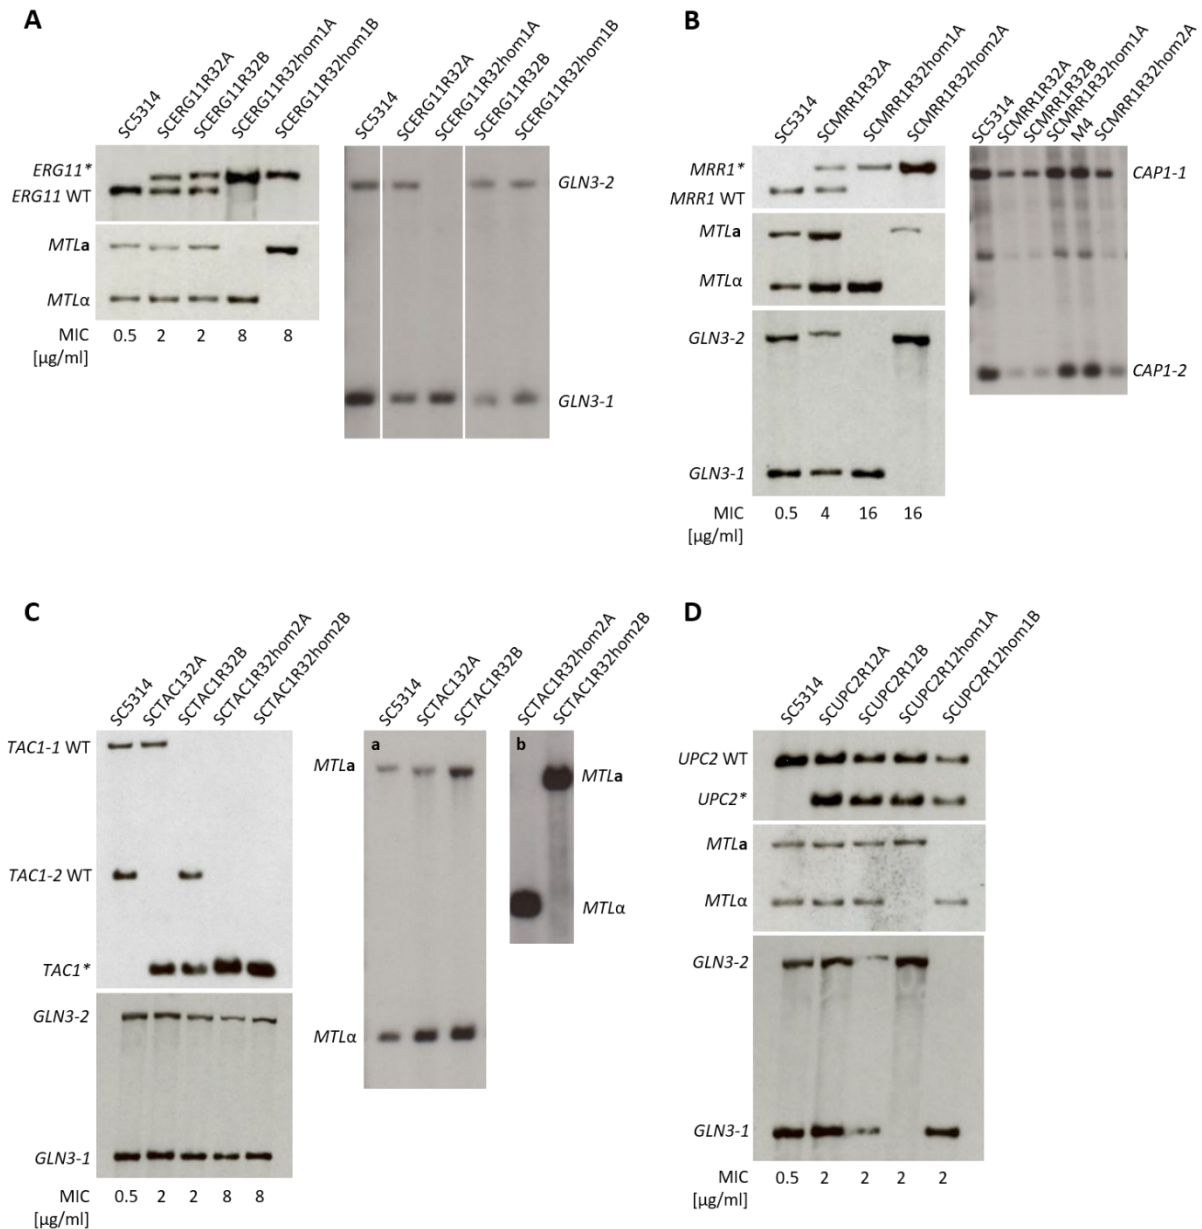 A
SC5314
SCERG11R32A
SCERG11R32B
SCERG11R32hom1A
SCERG11R32hom1B
ERG11*
ERG11 WT
MTLa
MTLα
MIC 0.5 2 2 8 8
[µg/ml]
SC5314
SCERG11R32A
SCERG11R32hom1A
SCERG11R32B
SCERG11R32hom1B
GLN3-2
GLN3-1
B
SC5314
SCMRR1R32A
SCMRR1R32hom1A
SCMRR1R32hom2A
MRR1*
MRR1 WT
MTLa
MTLα
GLN3-2
GLN3-1
MIC 0.5 4 16 16
[µg/ml]
SC5314
SCMRR1R32A
SCMRR1R32B
SCMRR1R32hom1A
M4
SCMRR1R32hom2A
CAP1-1
CAP1-2
C
SC5314
SCTAC132A
SCTAC1R32B
SCTAC1R32hom2A
SCTAC1R32hom2B
TAC1-1 WT
TAC1-2 WT
TAC1*
GLN3-2
GLN3-1
MIC 0.5 2 2 8 8
[µg/ml]
SC5314
SCTAC132A
SCTAC1R32B
a
MTLa
MTLα
SCTAC1R32hom2A
SCTAC1R32hom2B
b
MTLa
MTLα
D
SC5314
SCUPC2R12A
SCUPC2R12B
SCUPC2R12hom1A
SCUPC2R12hom1B
UPC2 WT
UPC2*
MTLa
MTLα
GLN3-2
GLN3-1
MIC 0.5 2 2 2 2
[µg/ml]